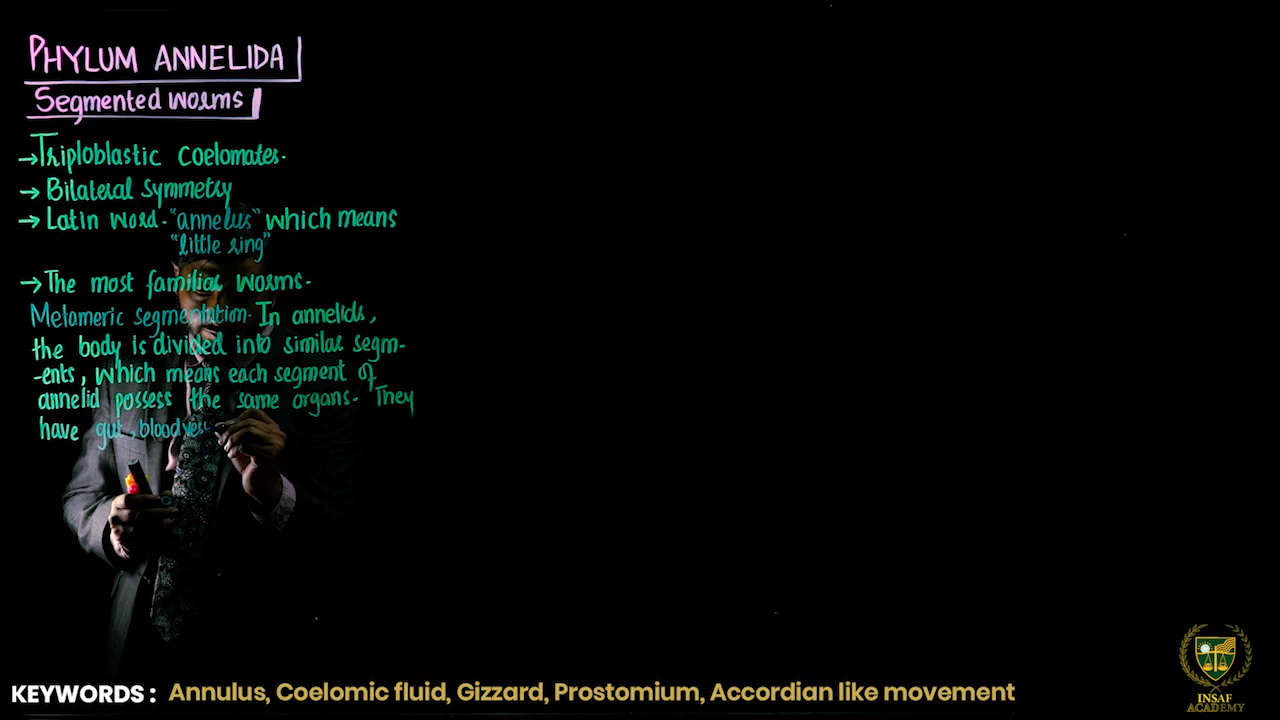 PHYLUM ANNELIDA
Segmented worms
→Triploblastic coelomates.
→ Bilateral symmetry
→ Latin word-"annelus" which means
"little ring"
→The most familiar worms.
Metameric segmentation. In annelids,
the body is divided into similar segm-
-ents, which means each segment of
annelid possess the same organs. They
have gut, blood vess
KEYWORDS : Annulus, Coelomic fluid, Gizzard, Prostomium, Accordian like movement
INSAF
ACADEMY